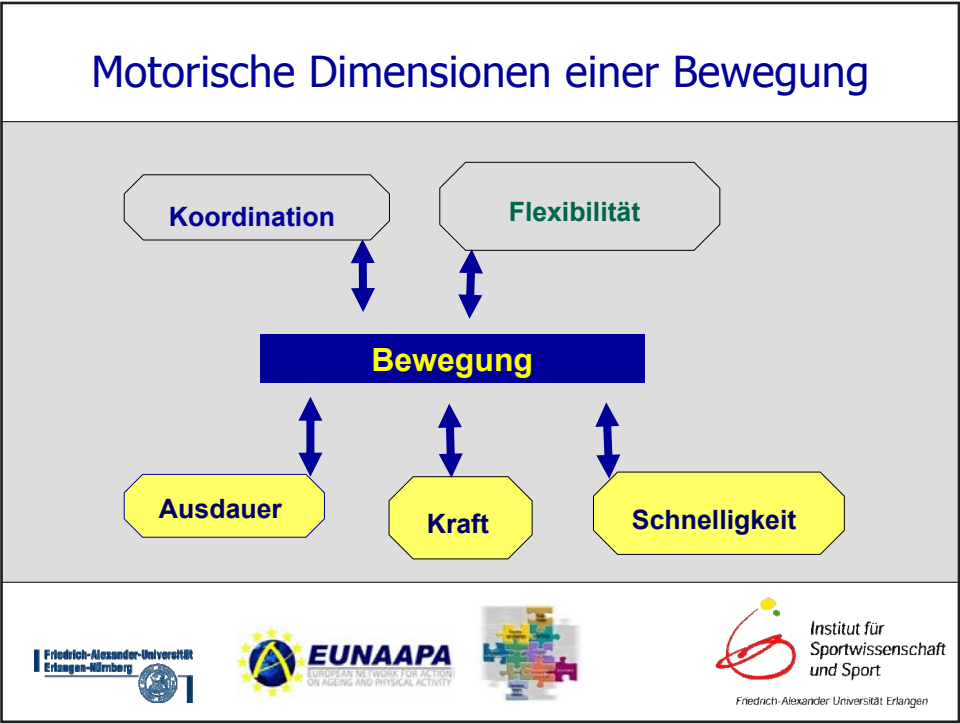 Motorische Dimensionen einer Bewegung
Koordination
Flexibilität
Bewegung
Ausdauer
Kraft
Schnelligkeit
Friedrich-Alexander-Universität
Erlangen-Nürnberg
EUNAAPA
EUROPEAN NETWORK FOR ACTION
ON AGEING AND PHYSICAL ACTIVITY
Institut für
Sportwissenschaft
und Sport
Friedrich-Alexander Universität Erlangen